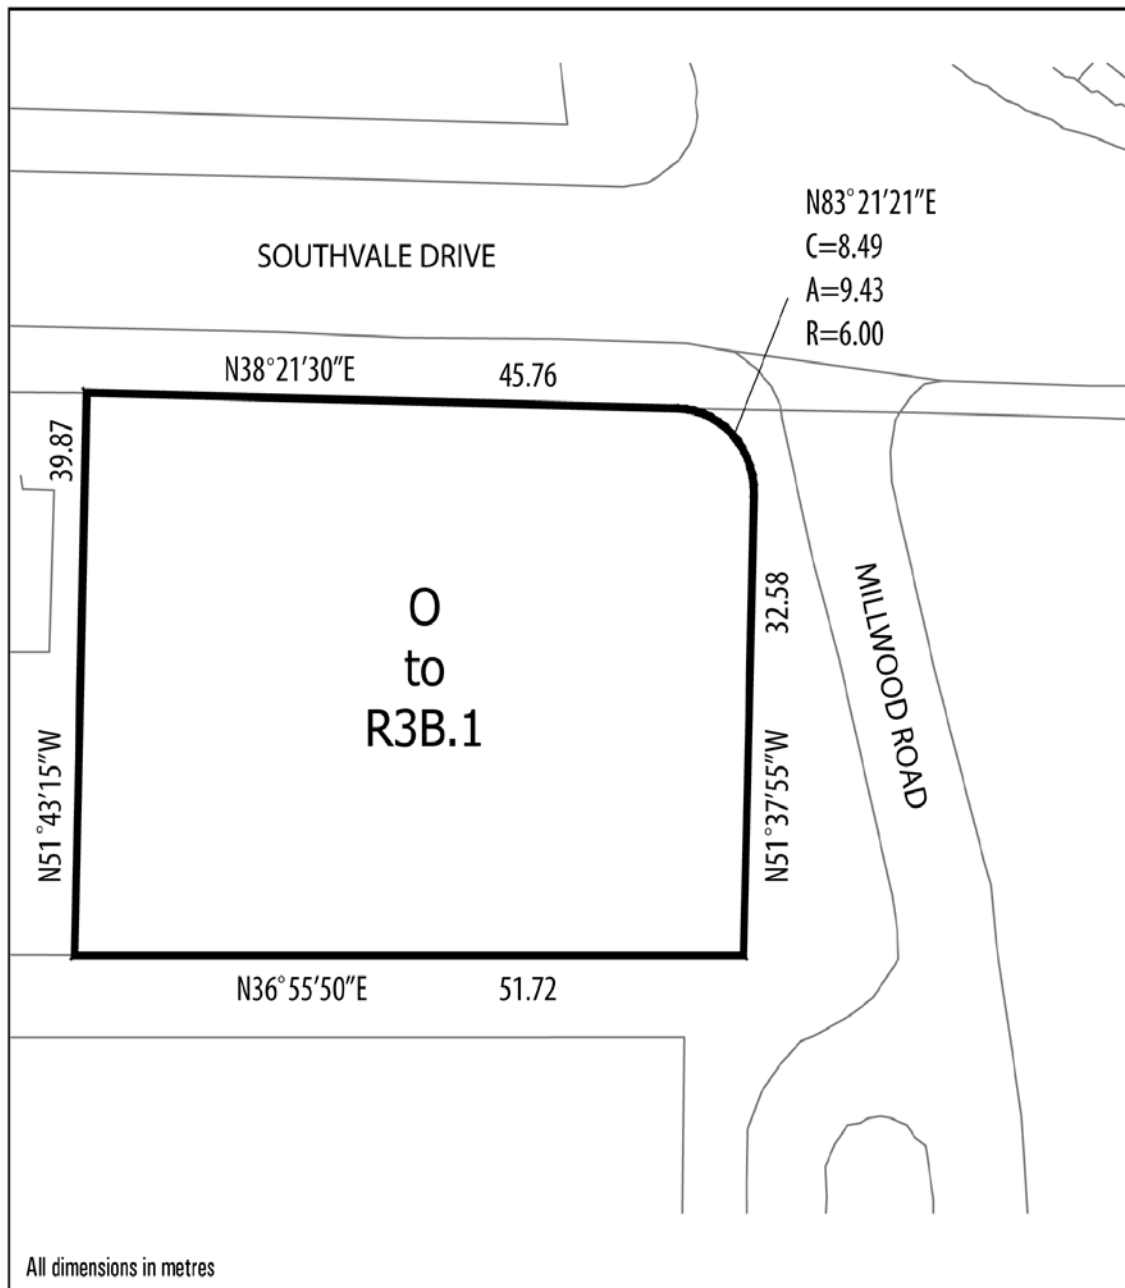 N83°21'21"E
C=8.49
A=9.43
R=6.00
SOUTHVALE DRIVE
N38°21'30"E 45.76
39.87
O
to
R3B.1
32.58
MILLWOOD ROAD
N51°43'15"W
N51°37'55"W
N36°55'50"E 51.72
All dimensions in metres